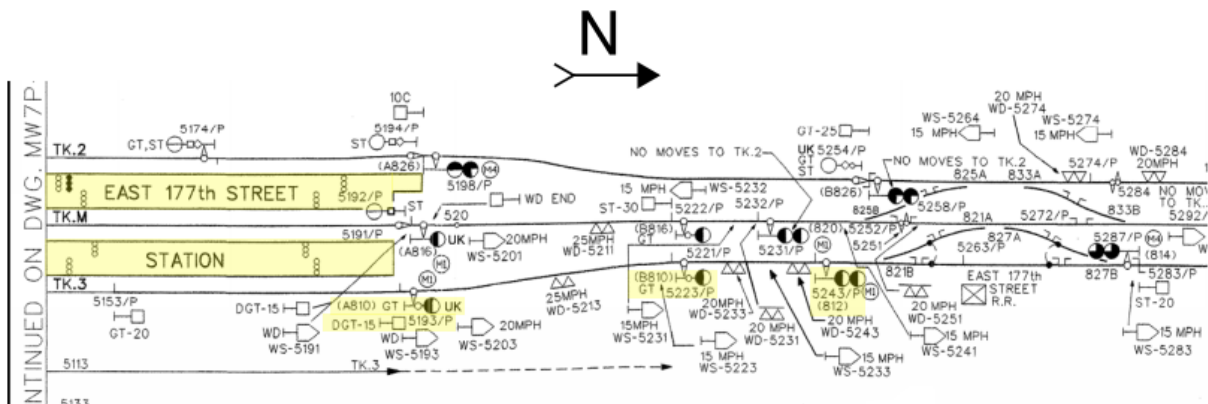 N
NTINUED ON DWG. MW7P.
TK.2
GT,ST
5174/P
10C
ST
5194/P
(A826)
M4
5198/P
EAST 177th STREET
5192/P
ST
TK.M
5191/P
WD END
520
UK
M1
20MPH
WS-5201
25MPH
WD-5211
STATION
TK.3
5153/P
GT-20
DGT-15
WD
WS-5191
M1
(A810) GT
UK
DGT-15
5193/P
WD
WS-5193
20MPH
WS-5203
25MPH
WD-5213
5113
TK.3
5133
NO MOVES TO TK.2
15 MPH
WS-5232
ST-30
5222/P
5232/P
(B816)
GT
5221/P
5231/P
(B810)
GT
5223/P
15MPH
WS-5231
20MPH
WD-5233
15 MPH
WS-5223
20 MPH
WD-5231
GT-25
UK 5254/P
GT
ST
(B826)
NO MOVES TO TK.2
5258/P
825B
825A
833A
(820)
5252/P
5251
M1
5243/P
(812)
M1
20 MPH
WD-5243
15 MPH
WS-5233
20 MPH
WD-5251
15 MPH
WS-5241
WS-5264
15 MPH
20 MPH
WD-5274
WS-5274
15 MPH
5274/P
WD-5284
20MPH
5284
NO MOV
TO TK.
833B
821A
5272/P
5292/
827A
5263/P
821B
EAST 177th
STREET
R.R.
5287/P
M4
(814)
827B
5283/P
ST-20
15 MPH
WS-5283
W